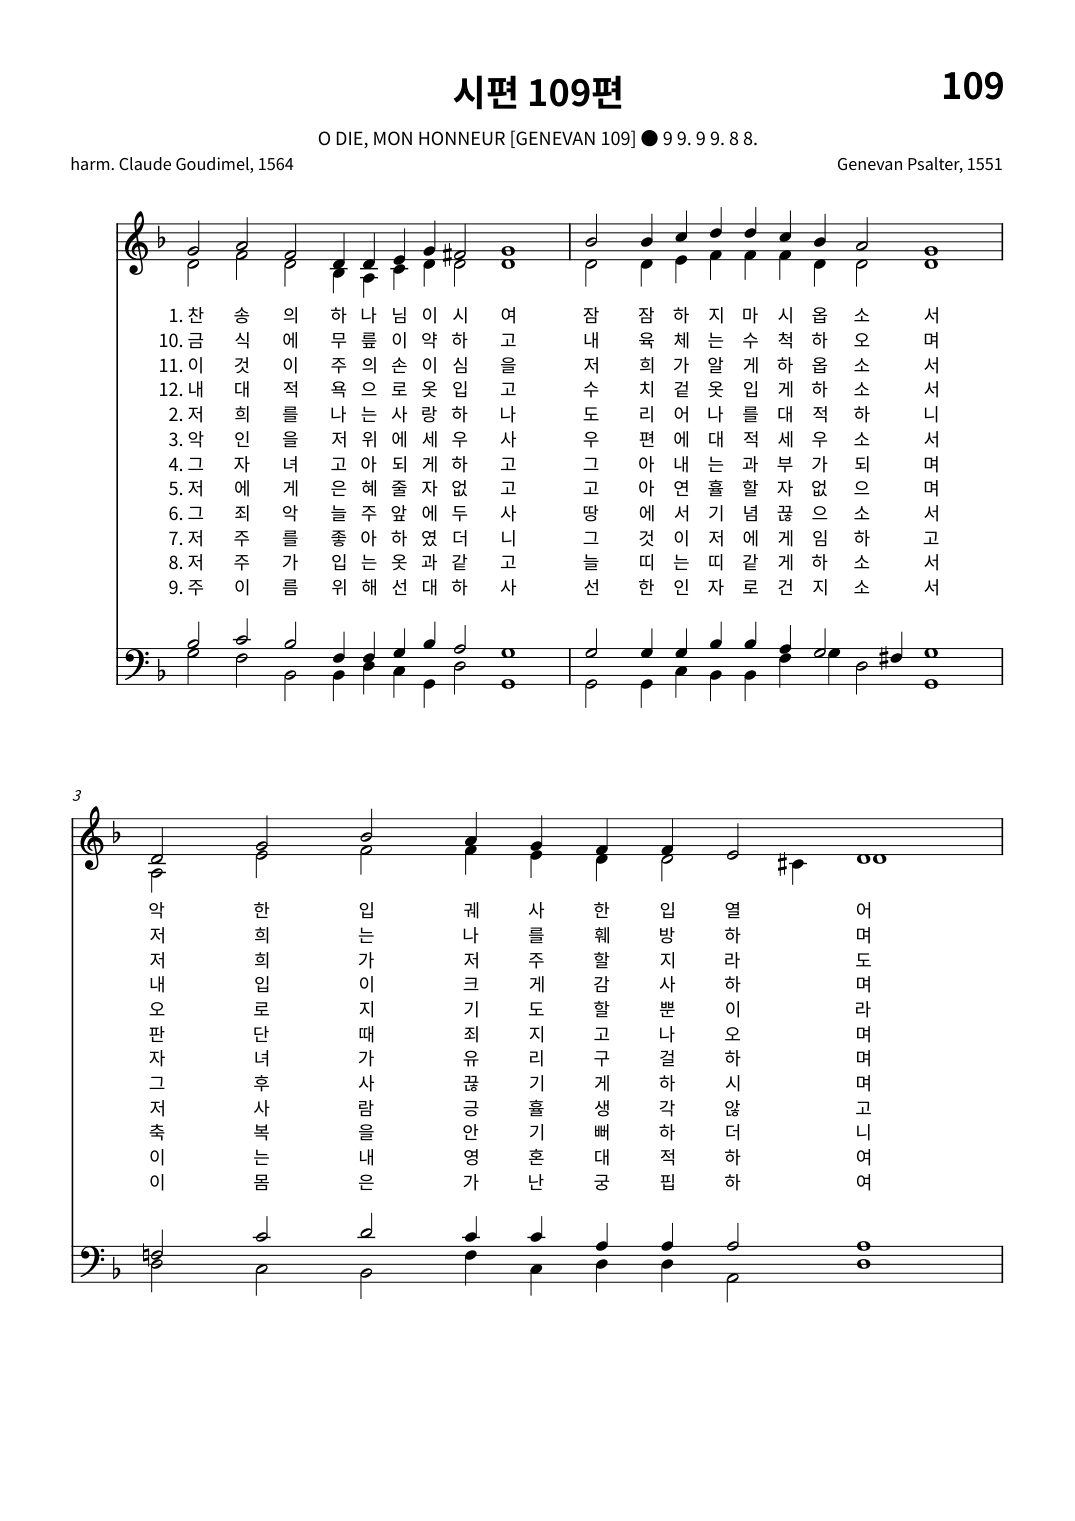 시편 109편
109
O DIE, MON HONNEUR [GENEVAN 109] ● 9 9. 9 9. 8 8.
harm. Claude Goudimel, 1564
Genevan Psalter, 1551
1. 찬 송 의 하 나 님 이 시 여 잠 잠 하 지 마 시 옵 소 서
10. 금 식 에 무 릎 이 약 하 고 내 육 체 는 수 척 하 오 며
11. 이 것 이 주 의 손 이 심 을 저 희 가 알 게 하 옵 소 서
12. 내 대 적 욕 으 로 옷 입 고 수 치 겉 옷 입 게 하 소 서
2. 저 희 를 나 는 사 랑 하 나 도 리 어 나 를 대 적 하 니
3. 악 인 을 저 위 에 세 우 사 우 편 에 대 적 세 우 소 서
4. 그 자 녀 고 아 되 게 하 고 그 아 내 는 과 부 가 되 며
5. 저 에 게 은 혜 줄 자 없 고 고 아 연 휼 할 자 없 으 며
6. 그 죄 악 늘 주 앞 에 두 사 땅 에 서 기 념 끊 으 소 서
7. 저 주 를 좋 아 하 였 더 니 그 것 이 저 에 게 임 하 고
8. 저 주 가 입 는 옷 과 같 고 늘 띠 는 띠 같 게 하 소 서
9. 주 이 름 위 해 선 대 하 사 선 한 인 자 로 건 지 소 서
3
악 한 입 궤 사 한 입 열 어
저 희 는 나 를 훼 방 하 며
저 희 가 저 주 할 지 라 도
내 입 이 크 게 감 사 하 며
오 로 지 기 도 할 뿐 이 라
판 단 때 죄 지 고 나 오 며
자 녀 가 유 리 구 걸 하 며
그 후 사 끊 기 게 하 시 며
저 사 람 긍 휼 생 각 않 고
축 복 을 안 기 뻐 하 더 니
이 는 내 영 혼 대 적 하 여
이 몸 은 가 난 궁 핍 하 여